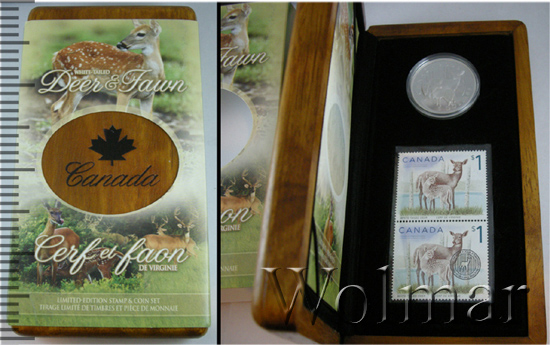 WHITE-TAILED
Deer & Fawn
Canada
Cerf et faon
DE VIRGINIE
LIMITED EDITION STAMP & COIN SET
TIRAGE LIMITÉ DE TIMBRES ET PIÈCE DE MONNAIE
CANADA $1
CANADA $1
Wolmar